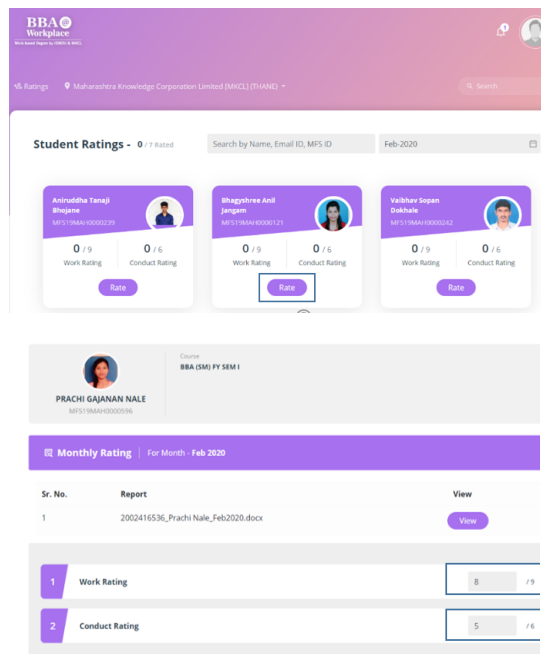 BBA@
Workplace
Work based Degree by YCMOU & MKCL
Ratings
Maharashtra Knowledge Corporation Limited [MKCL] (THANE)
Search
Student Ratings - 0 / 7 Rated
Search by Name, Email ID, MFS ID
Feb-2020
Aniruddha Tanaji
Bhojane
MFS19MAH0000239
0 / 9
Work Rating
0 / 6
Conduct Rating
Rate
Bhagyshree Anil
Jangam
MFS19MAH0000121
0 / 9
Work Rating
0 / 6
Conduct Rating
Rate
Vaibhav Sopan
Dokhale
MFS19MAH0000242
0 / 9
Work Rating
0 / 6
Conduct Rating
Rate
PRACHI GAJANAN NALE
MFS19MAH0000596
Course
BBA (SM) FY SEM I
Monthly Rating For Month - Feb 2020
Sr. No. Report View
1 2002416536_Prachi Nale_Feb2020.docx View
1 Work Rating 8 / 9
2 Conduct Rating 5 / 6